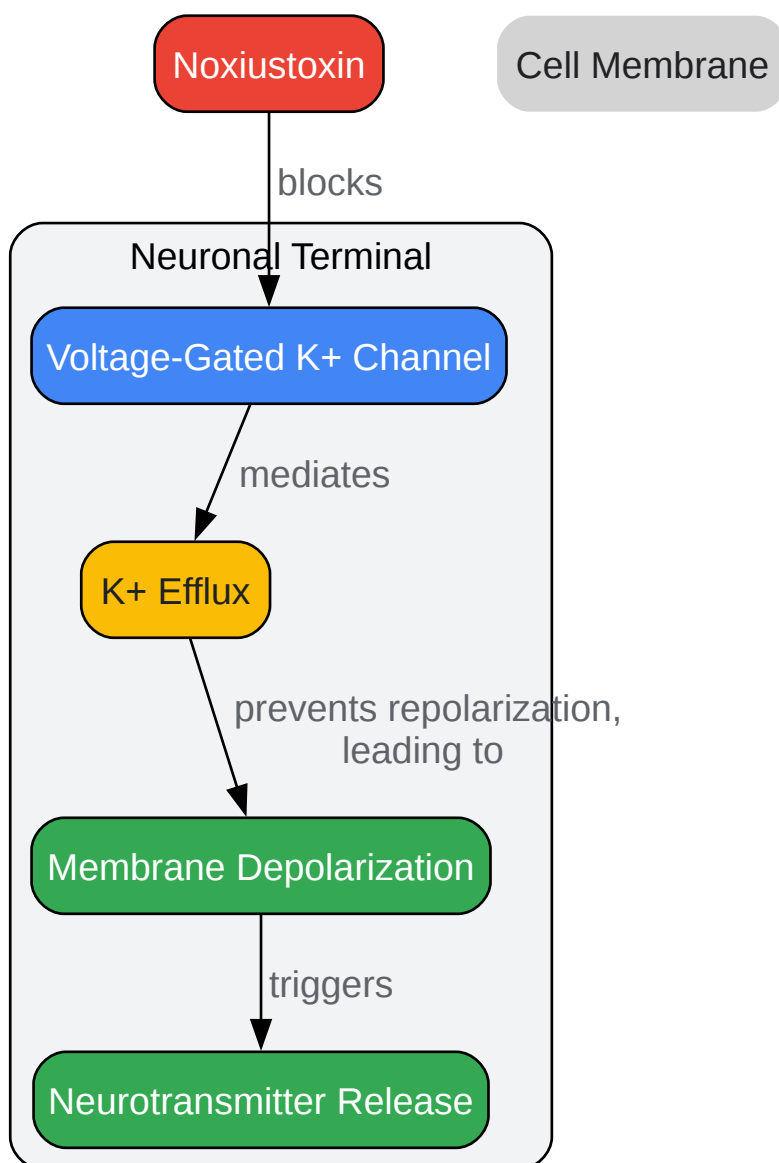 Noxiustoxin
Cell Membrane
blocks
Neuronal Terminal
Voltage-Gated K+ Channel
mediates
K+ Efflux
prevents repolarization,
leading to
Membrane Depolarization
triggers
Neurotransmitter Release